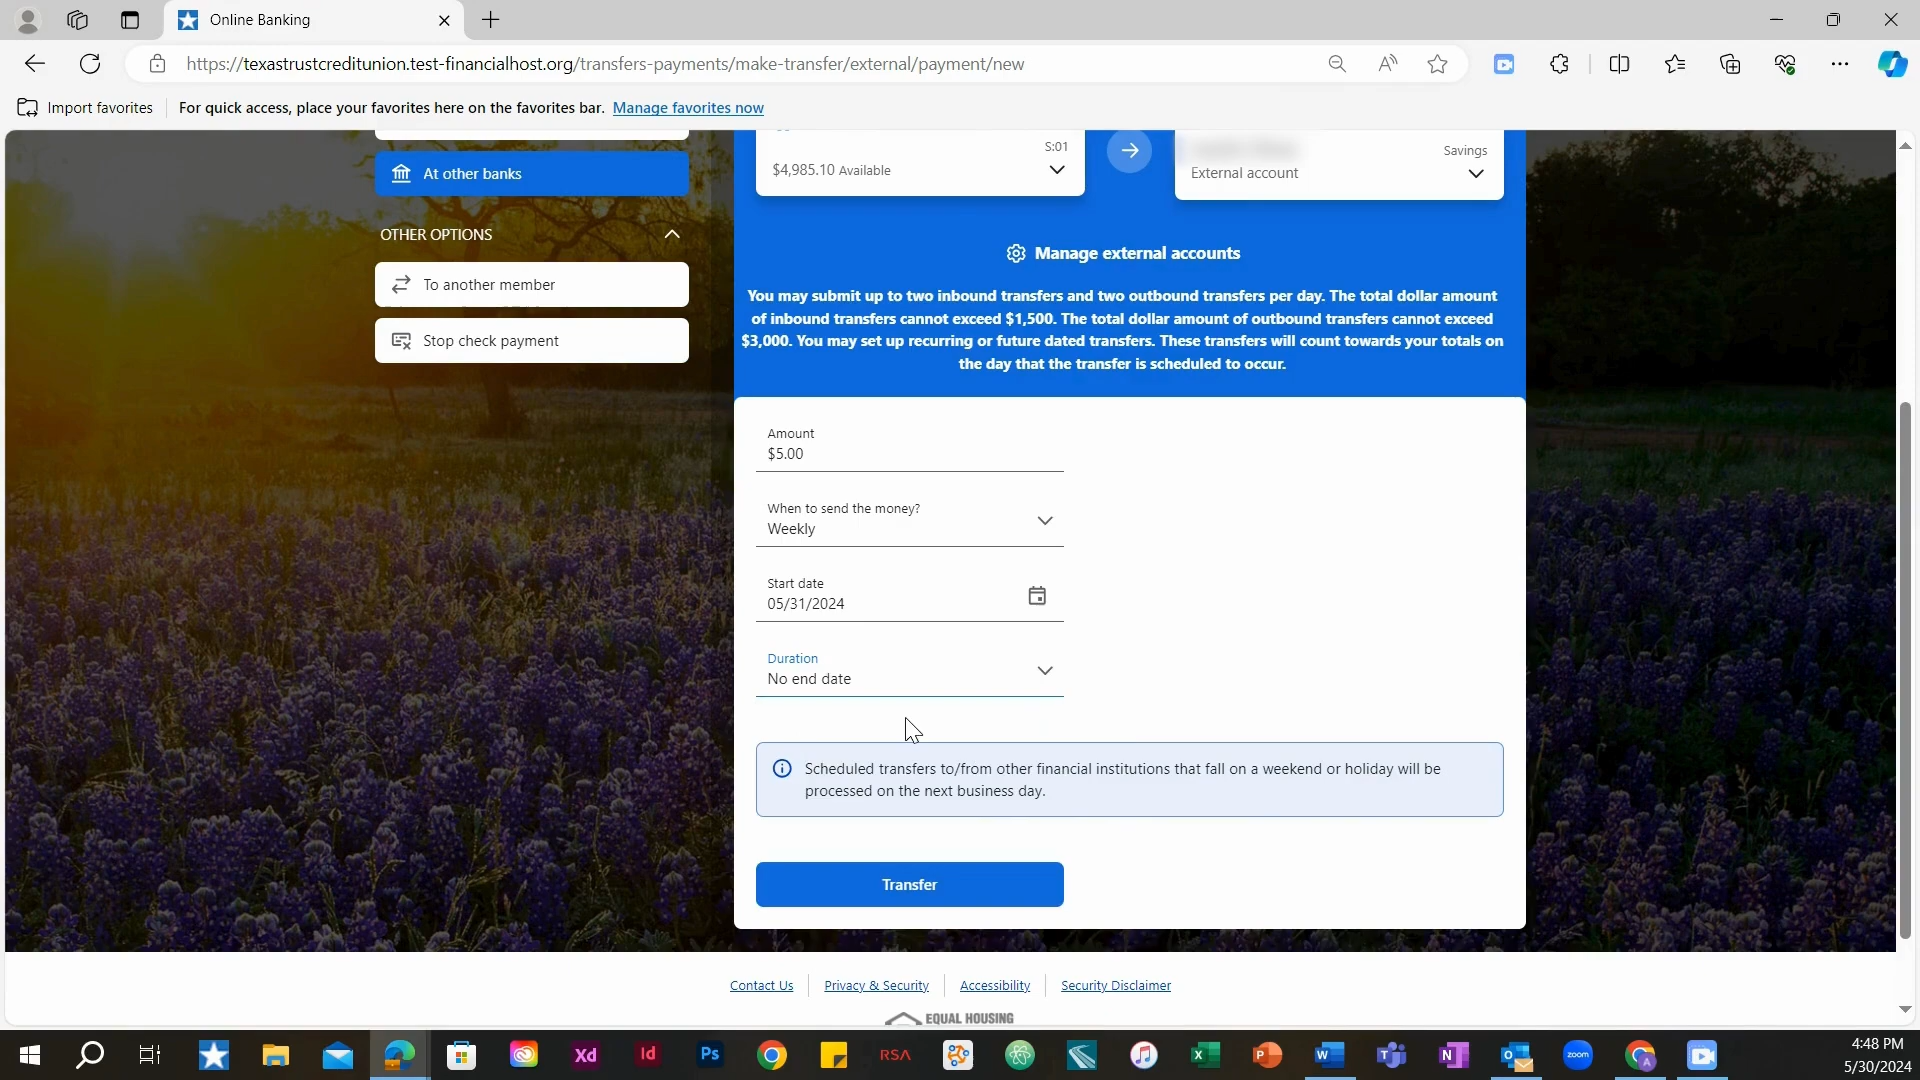 Online Banking
https://texastrustcreditunion.test-financialhost.org/transfers-payments/make-transfer/external/payment/new
Import favorites
For quick access, place your favorites here on the favorites bar. Manage favorites now
At other banks
OTHER OPTIONS
To another member
Stop check payment
S:01
$4,985.10 Available
Savings
External account
Manage external accounts
You may submit up to two inbound transfers and two outbound transfers per day. The total dollar amount
of inbound transfers cannot exceed $1,500. The total dollar amount of outbound transfers cannot exceed
$3,000. You may set up recurring or future dated transfers. These transfers will count towards your totals on
the day that the transfer is scheduled to occur.
Amount
$5.00
When to send the money?
Weekly
Start date
05/31/2024
Duration
No end date
Scheduled transfers to/from other financial institutions that fall on a weekend or holiday will be
processed on the next business day.
Transfer
Contact Us
Privacy & Security
Accessibility
Security Disclaimer
EQUAL HOUSING
Xd
Id
Ps
RSA
zoom
4:48 PM
5/30/2024